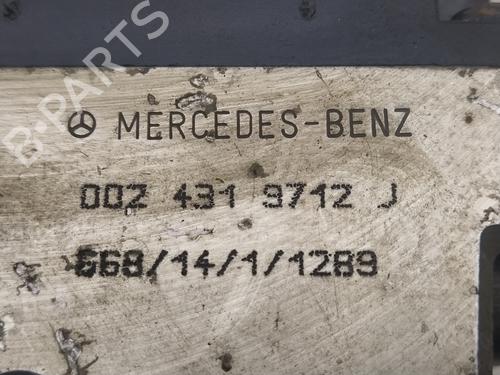 B-PARTS
MERCEDES-BENZ
002 431 9712 J
668/14/1/1289